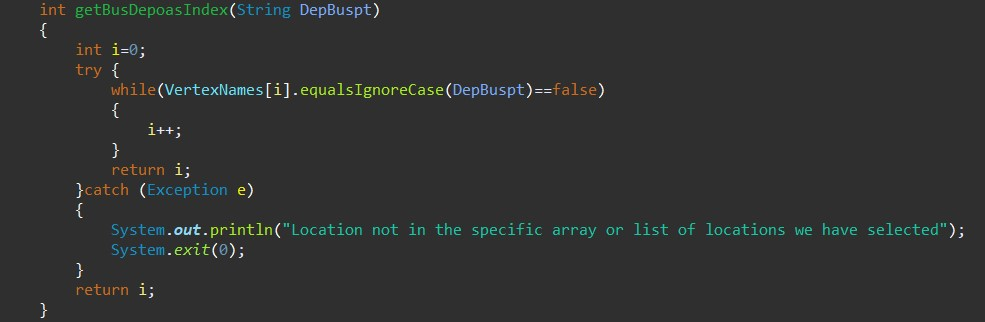 int getBusDepoasIndex(String DepBuspt)
{
int i=0;
try {
while(VertexNames[i].equalsIgnoreCase(DepBuspt)==false)
{
i++;
}
return i;
}catch (Exception e)
{
System.out.println("Location not in the specific array or list of locations we have selected");
System.exit(0);
}
return i;
}